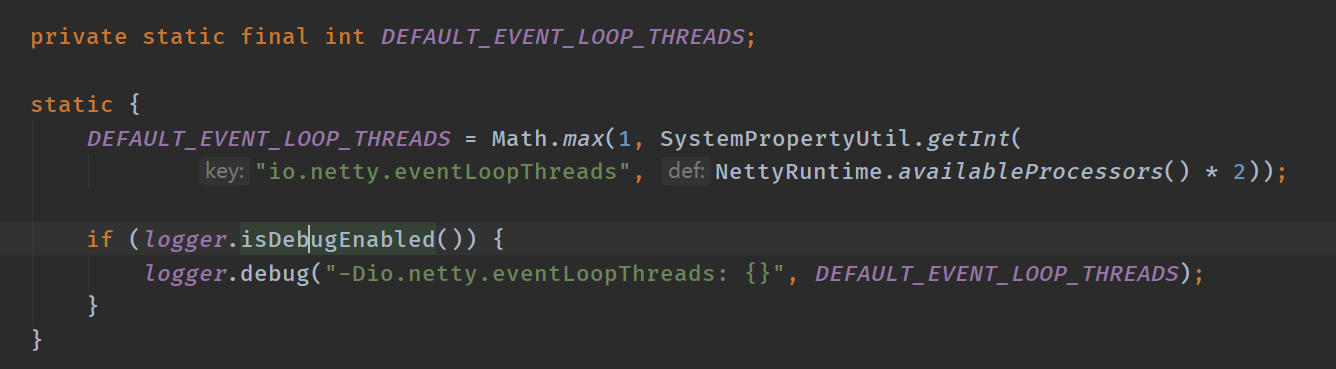 private static final int DEFAULT_EVENT_LOOP_THREADS;
static {
DEFAULT_EVENT_LOOP_THREADS = Math.max(1, SystemPropertyUtil.getInt(
key: "io.netty.eventLoopThreads", def: NettyRuntime.availableProcessors() * 2));
if (logger.isDebugEnabled()) {
logger.debug("-Dio.netty.eventLoopThreads: {}", DEFAULT_EVENT_LOOP_THREADS);
}
}